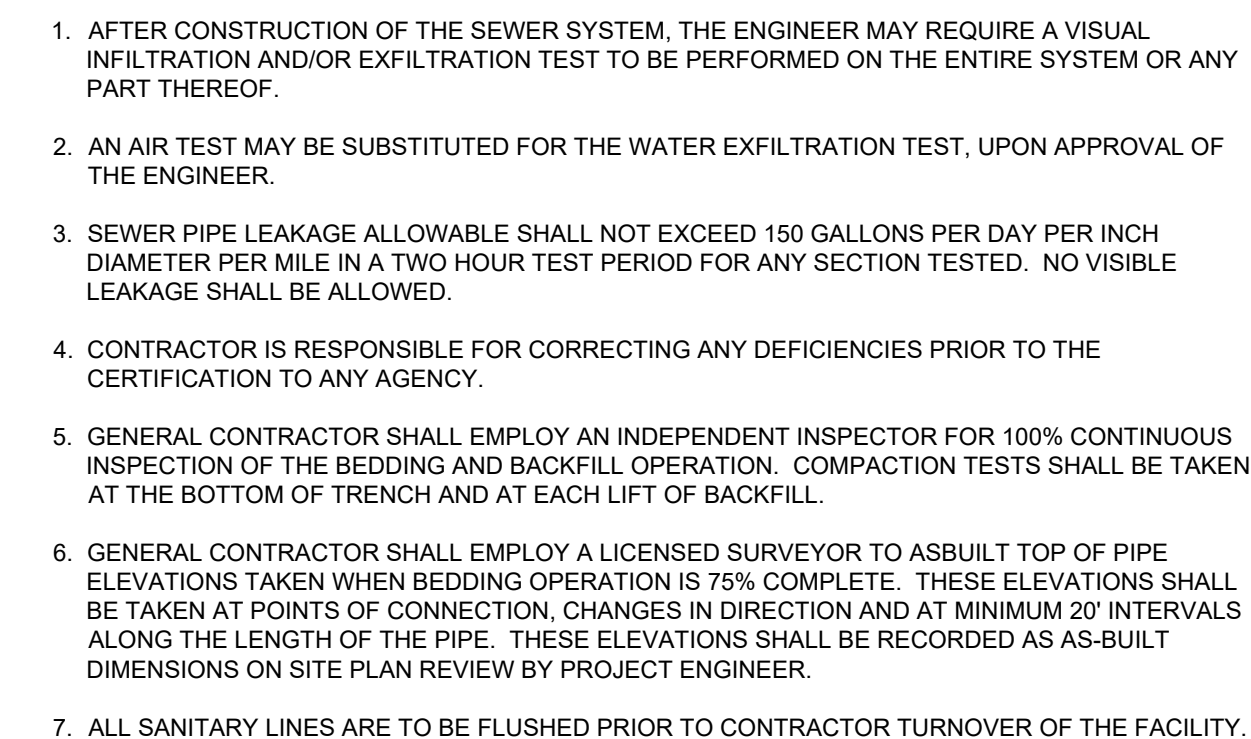 1. AFTER CONSTRUCTION OF THE SEWER SYSTEM, THE ENGINEER MAY REQUIRE A VISUAL
INFILTRATION AND/OR EXFILTRATION TEST TO BE PERFORMED ON THE ENTIRE SYSTEM OR ANY
PART THEREOF.
2. AN AIR TEST MAY BE SUBSTITUTED FOR THE WATER EXFILTRATION TEST, UPON APPROVAL OF
THE ENGINEER.
3. SEWER PIPE LEAKAGE ALLOWABLE SHALL NOT EXCEED 150 GALLONS PER DAY PER INCH
DIAMETER PER MILE IN A TWO HOUR TEST PERIOD FOR ANY SECTION TESTED. NO VISIBLE
LEAKAGE SHALL BE ALLOWED.
4. CONTRACTOR IS RESPONSIBLE FOR CORRECTING ANY DEFICIENCIES PRIOR TO THE
CERTIFICATION TO ANY AGENCY.
5. GENERAL CONTRACTOR SHALL EMPLOY AN INDEPENDENT INSPECTOR FOR 100% CONTINUOUS
INSPECTION OF THE BEDDING AND BACKFILL OPERATION. COMPACTION TESTS SHALL BE TAKEN
AT THE BOTTOM OF TRENCH AND AT EACH LIFT OF BACKFILL.
6. GENERAL CONTRACTOR SHALL EMPLOY A LICENSED SURVEYOR TO ASBUILT TOP OF PIPE
ELEVATIONS TAKEN WHEN BEDDING OPERATION IS 75% COMPLETE. THESE ELEVATIONS SHALL
BE TAKEN AT POINTS OF CONNECTION, CHANGES IN DIRECTION AND AT MINIMUM 20' INTERVALS
ALONG THE LENGTH OF THE PIPE. THESE ELEVATIONS SHALL BE RECORDED AS AS-BUILT
DIMENSIONS ON SITE PLAN REVIEW BY PROJECT ENGINEER.
7. ALL SANITARY LINES ARE TO BE FLUSHED PRIOR TO CONTRACTOR TURNOVER OF THE FACILITY.